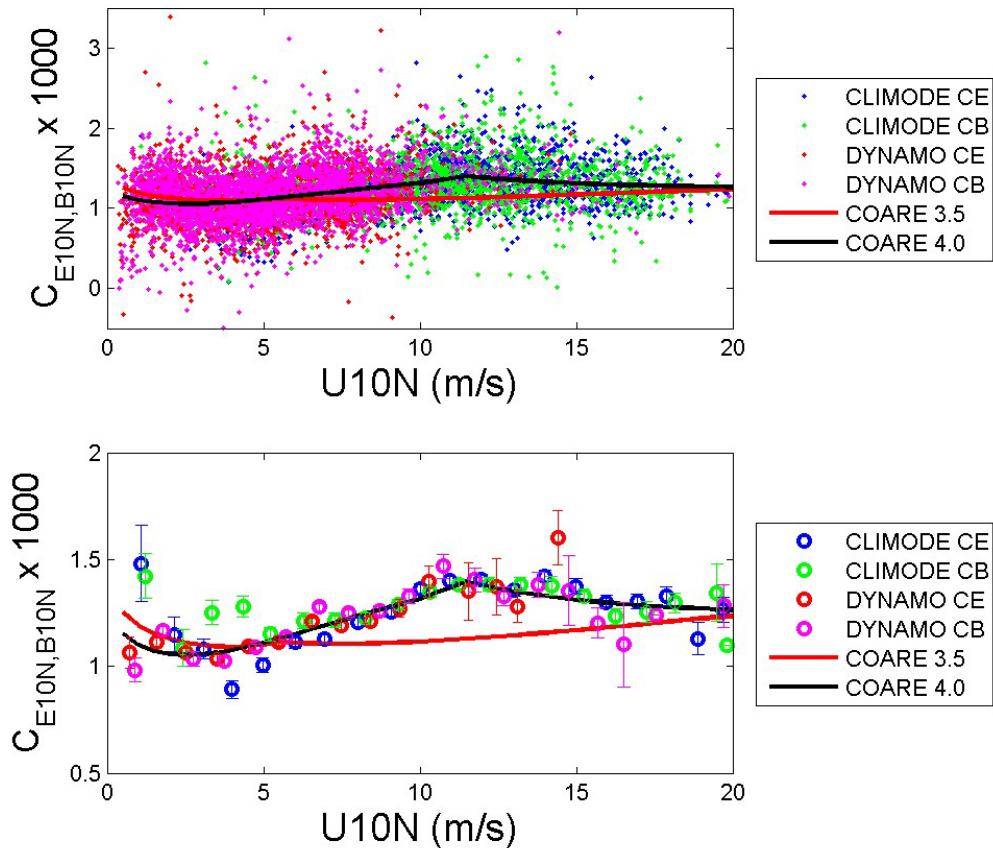 C_E10N,B10N x 1000
3
2
1
0
0
5
10
15
20
U10N (m/s)
CLIMODE CE
CLIMODE CB
DYNAMO CE
DYNAMO CB
COARE 3.5
COARE 4.0
C_E10N,B10N x 1000
2
1.5
1
0.5
0
5
10
15
20
U10N (m/s)
CLIMODE CE
CLIMODE CB
DYNAMO CE
DYNAMO CB
COARE 3.5
COARE 4.0